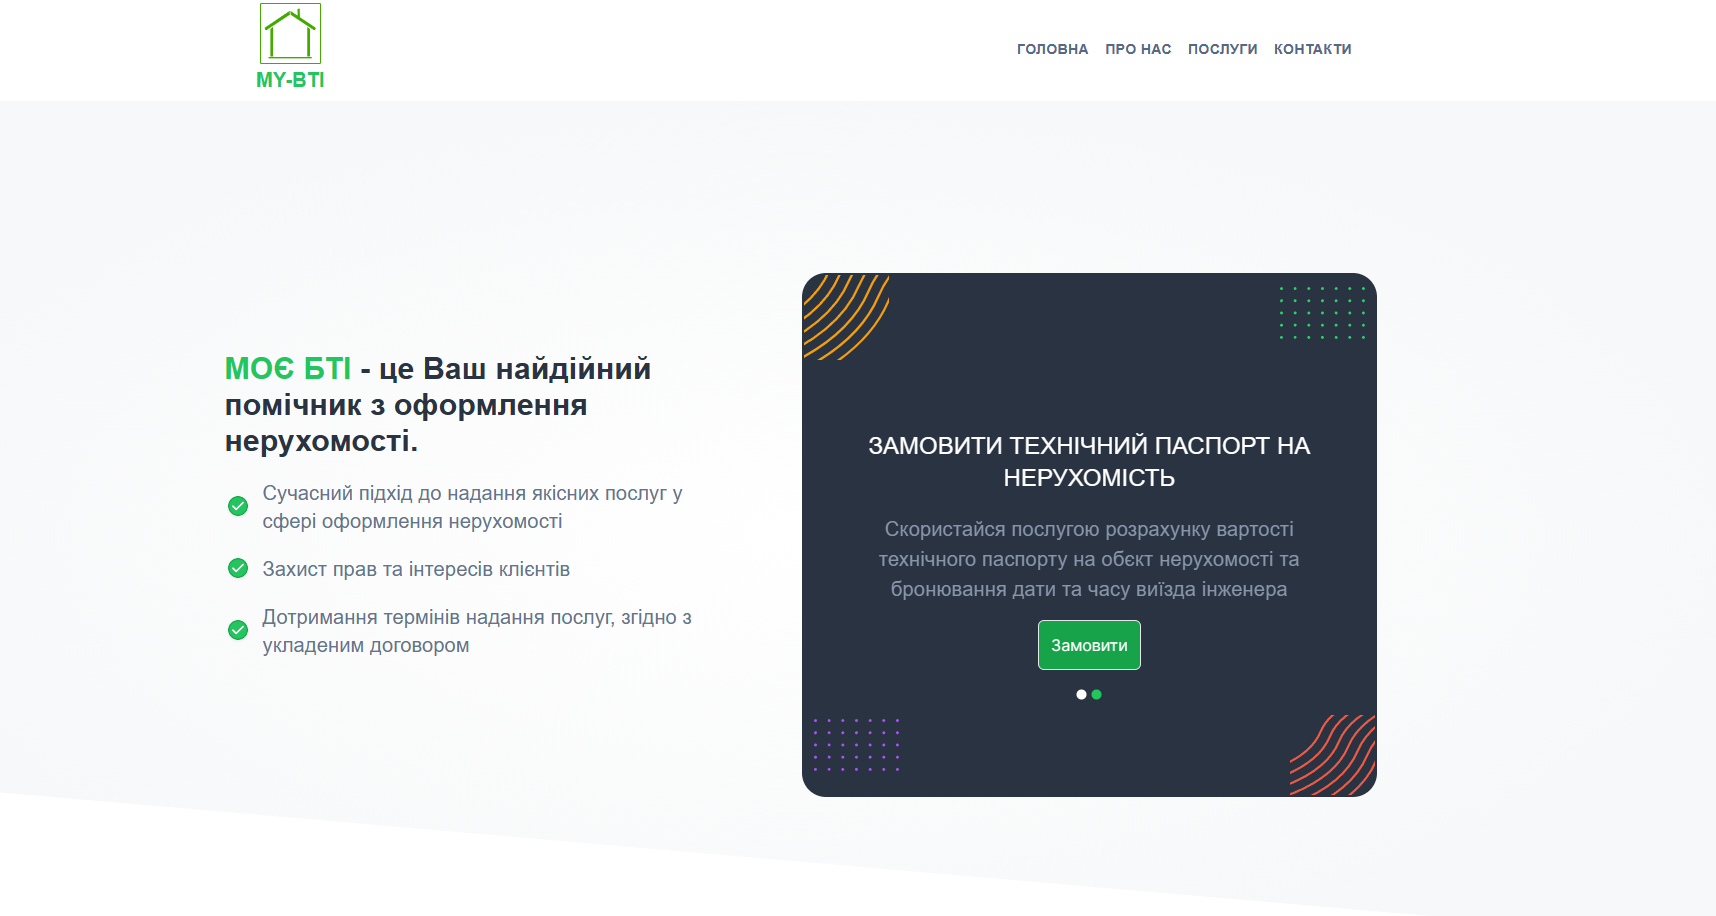 MY-BTI
ГОЛОВНА ПРО НАС ПОСЛУГИ КОНТАКТИ
МОЄ БТІ - це Ваш найдійний
помічник з оформлення
нерухомості.
Сучасний підхід до надання якісних послуг у
сфері оформлення нерухомості
Захист прав та інтересів клієнтів
Дотримання термінів надання послуг, згідно з
укладеним договором
ЗАМОВИТИ ТЕХНІЧНИЙ ПАСПОРТ НА
НЕРУХОМІСТЬ
Скористайся послугою розрахунку вартості
технічного паспорту на обєкт нерухомості та
бронювання дати та часу виїзда інженера
Замовити